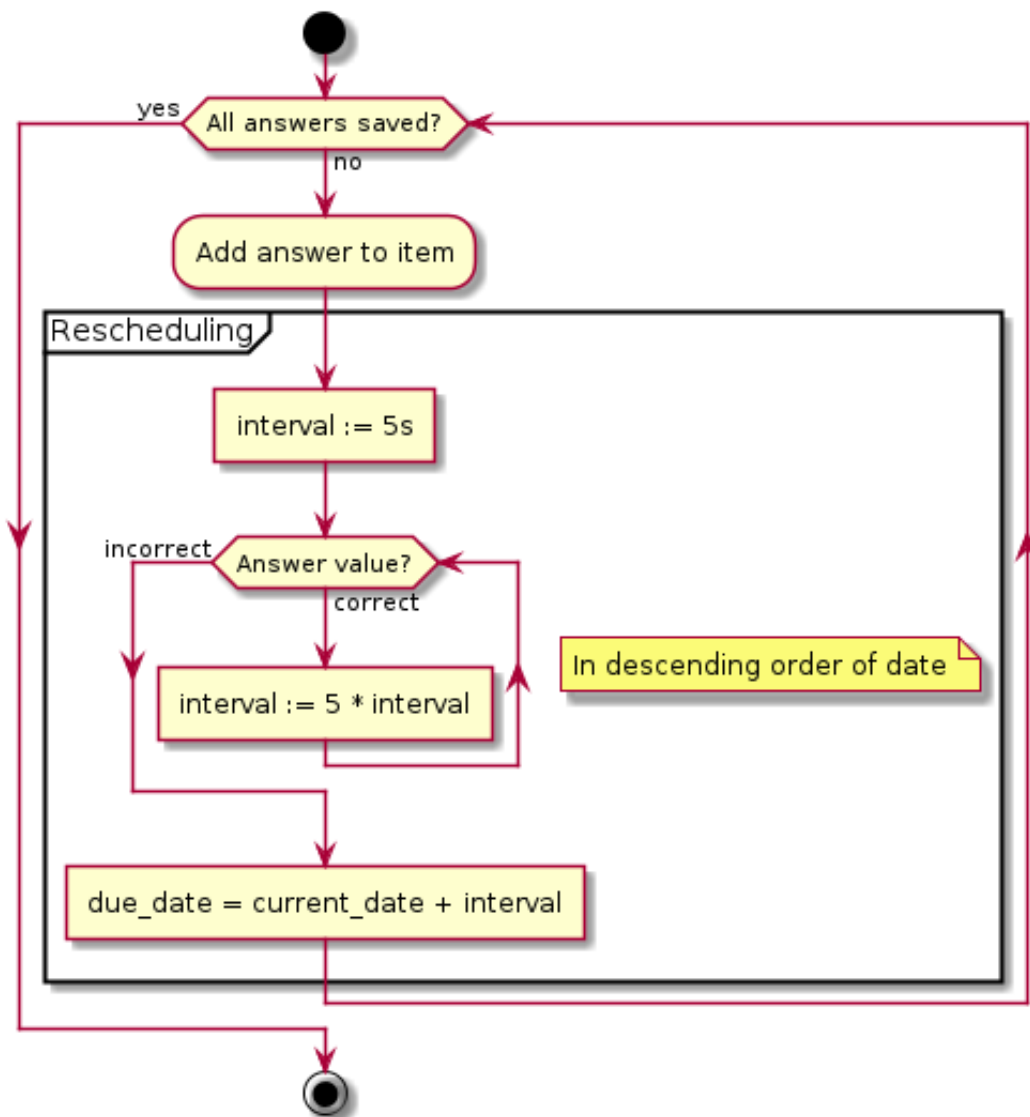 yes
All answers saved?
no
Add answer to item
Rescheduling
interval := 5s
incorrect
Answer value?
correct
In descending order of date
interval := 5 * interval
due_date = current_date + interval